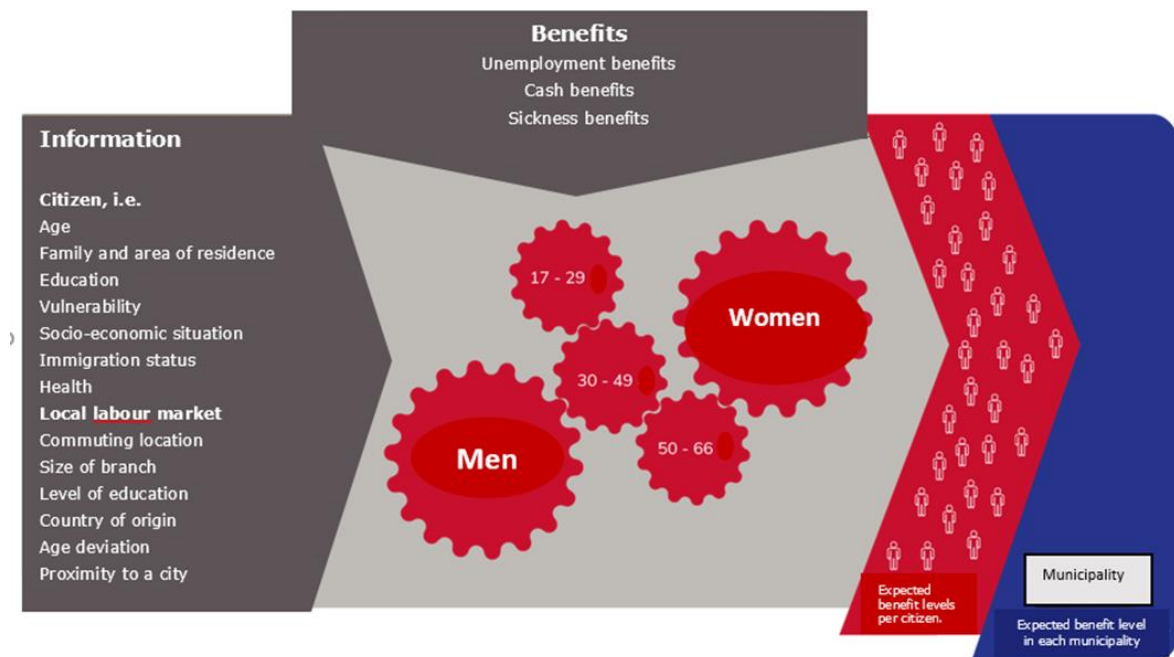 Benefits
Unemployment benefits
Cash benefits
Sickness benefits
Information
Citizen, i.e.
Age
Family and area of residence
Education
Vulnerability
Socio-economic situation
Immigration status
Health
Local labour market
Commuting location
Size of branch
Level of education
Country of origin
Age deviation
Proximity to a city
17 - 29
Women
30 - 49
Men
50 - 66
Expected
benefit levels
per citizen.
Municipality
Expected benefit level
in each municipality